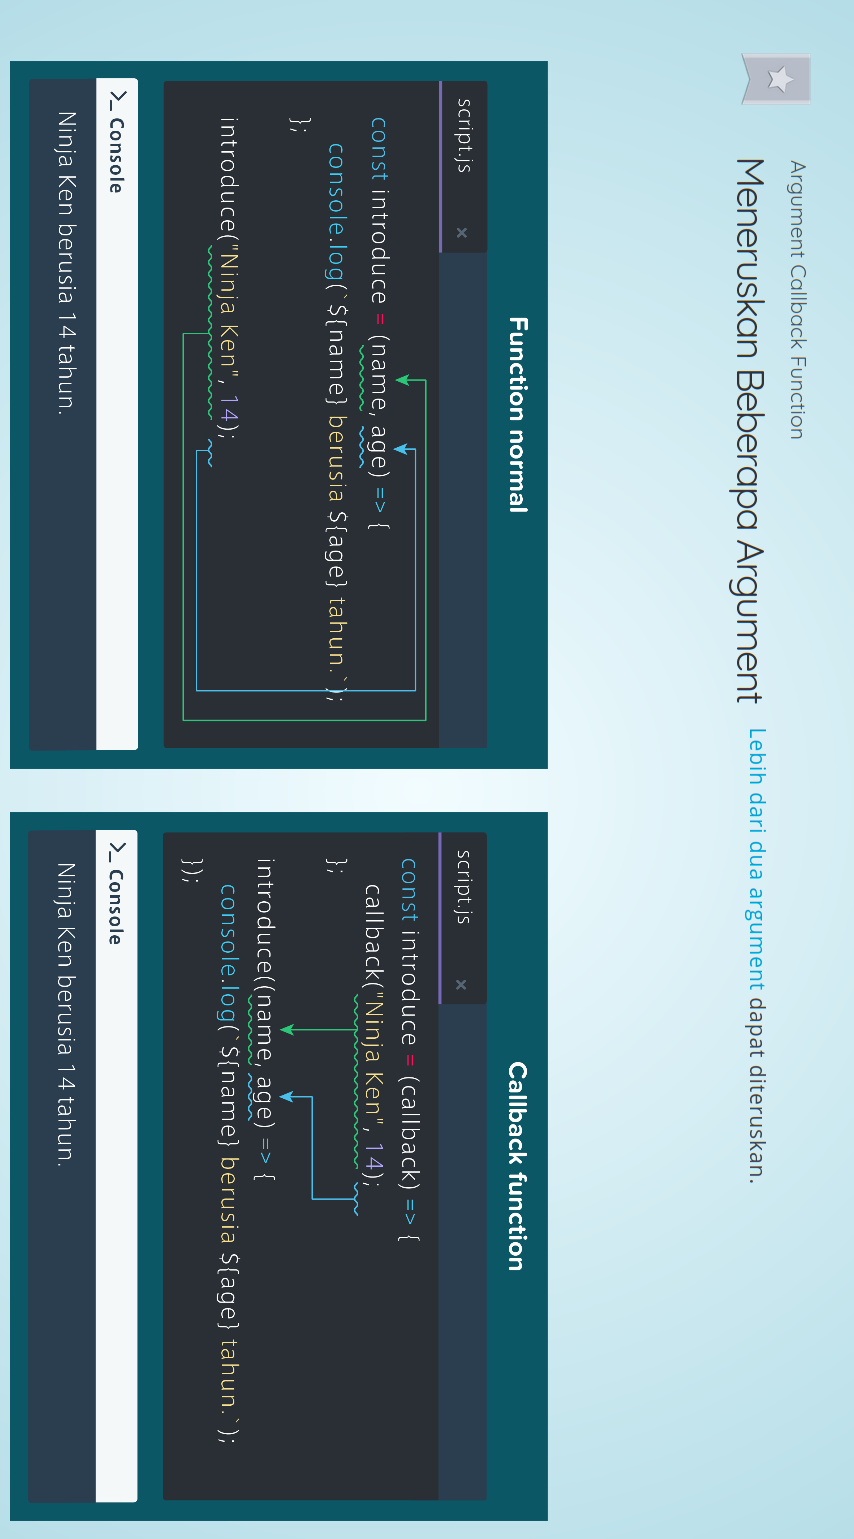 Argument Callback Function
Meneruskan Beberapa Argument Lebih dari dua argument dapat diteruskan.
Function normal
script.js ×
const introduce = (name, age) => {
console.log(`${name} berusia ${age} tahun.`);
};
introduce("Ninja Ken", 14);
>_ Console
Ninja Ken berusia 14 tahun.
Callback function
script.js ×
const introduce = (callback) => {
callback("Ninja Ken", 14);
};
introduce((name, age) => {
console.log(`${name} berusia ${age} tahun.`);
});
>_ Console
Ninja Ken berusia 14 tahun.